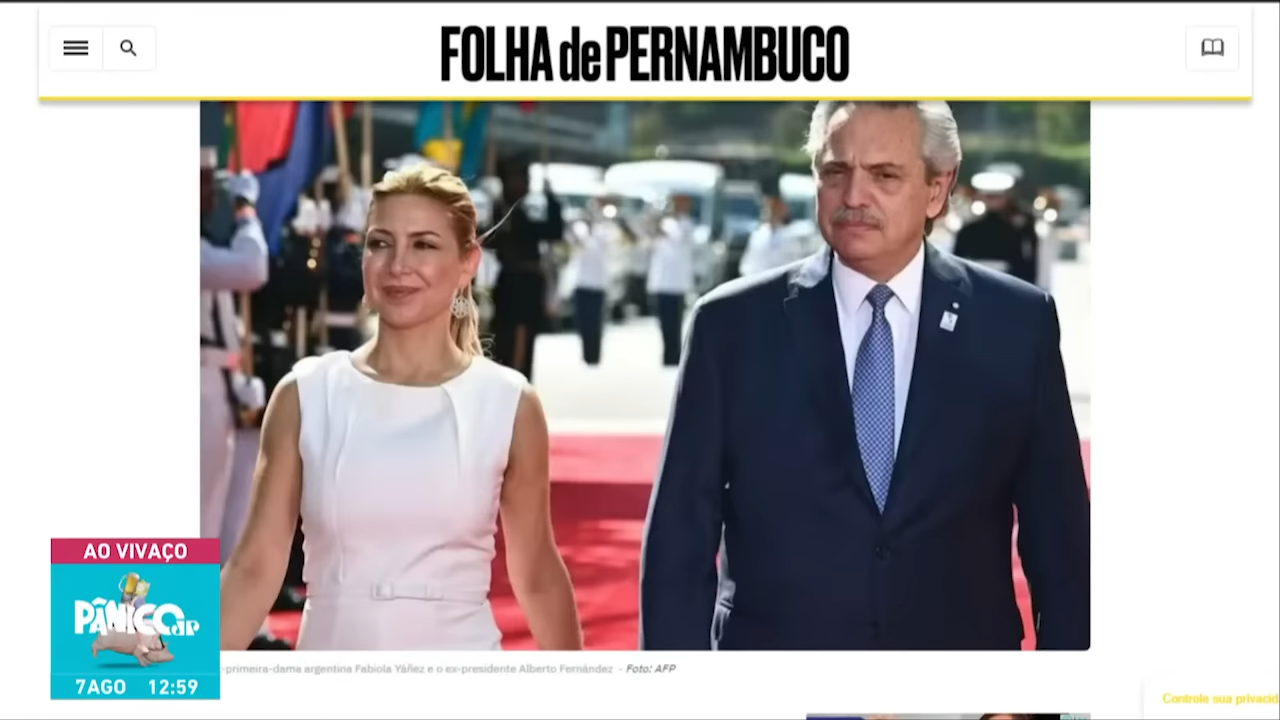 FOLHA de PERNAMBUCO
-primeira-dama argentina Fabiola Yáñez e o ex-presidente Alberto Fernández - Foto: AFP
AO VIVAÇO
PÂNICO JP
7AGO 12:59
Controle sua privacid